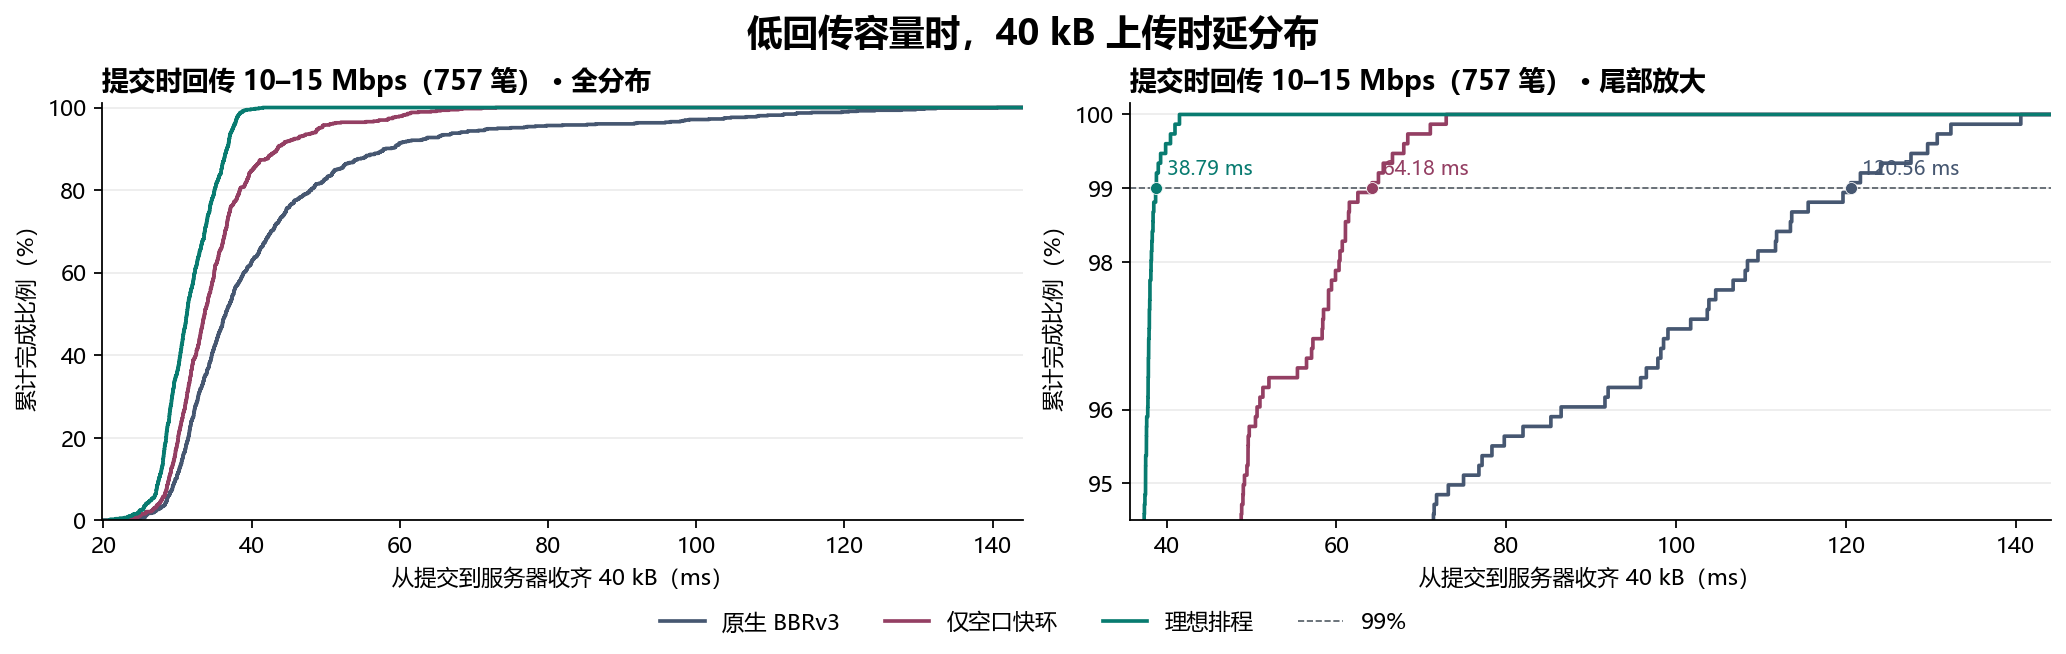 低回传容量时，40 kB 上传时延分布
提交时回传 10–15 Mbps（757 笔）• 全分布
100
80
60
40
20
0
累计完成比例（%）
20 40 60 80 100 120 140
从提交到服务器收齐 40 kB（ms）
提交时回传 10–15 Mbps（757 笔）• 尾部放大
100
99
98
96
95
累计完成比例（%）
38.79 ms
64.18 ms
120.56 ms
40 60 80 100 120 140
从提交到服务器收齐 40 kB（ms）
原生 BBRv3 仅空口快环 理想排程 99%